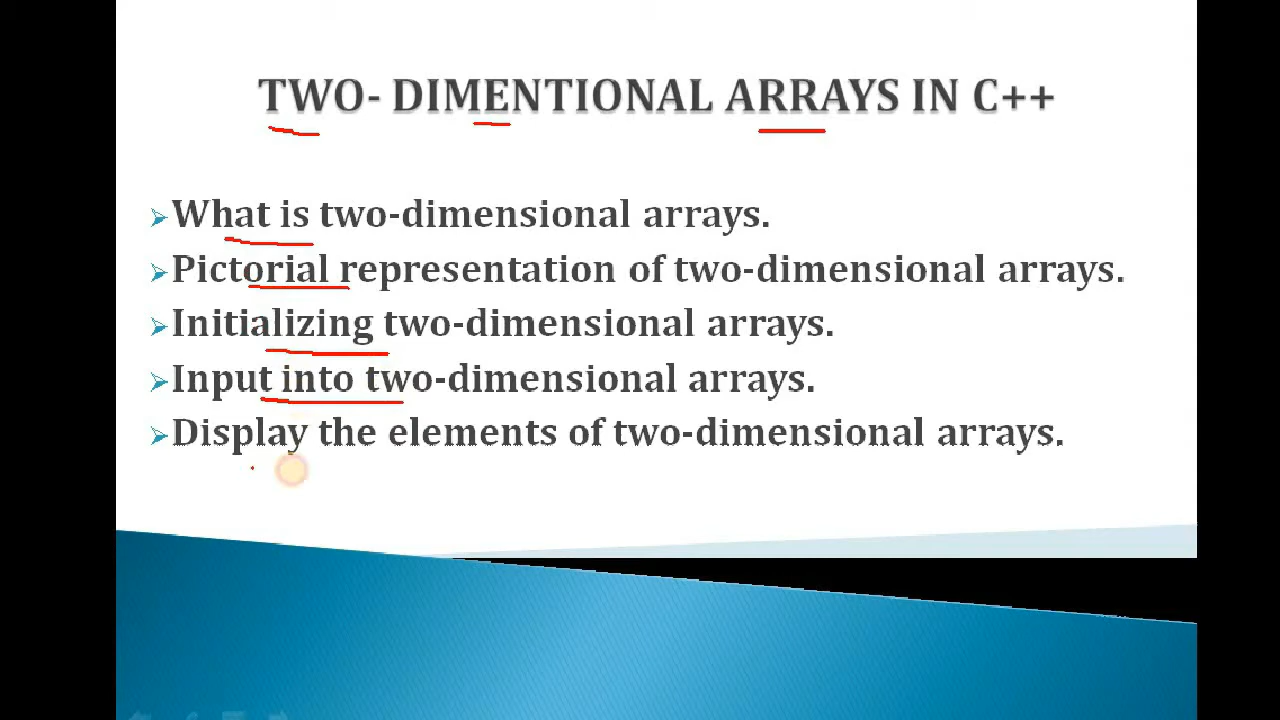 TWO- DIMENTIONAL ARRAYS IN C++
What is two-dimensional arrays.
Pictorial representation of two-dimensional arrays.
Initializing two-dimensional arrays.
Input into two-dimensional arrays.
Display the elements of two-dimensional arrays.